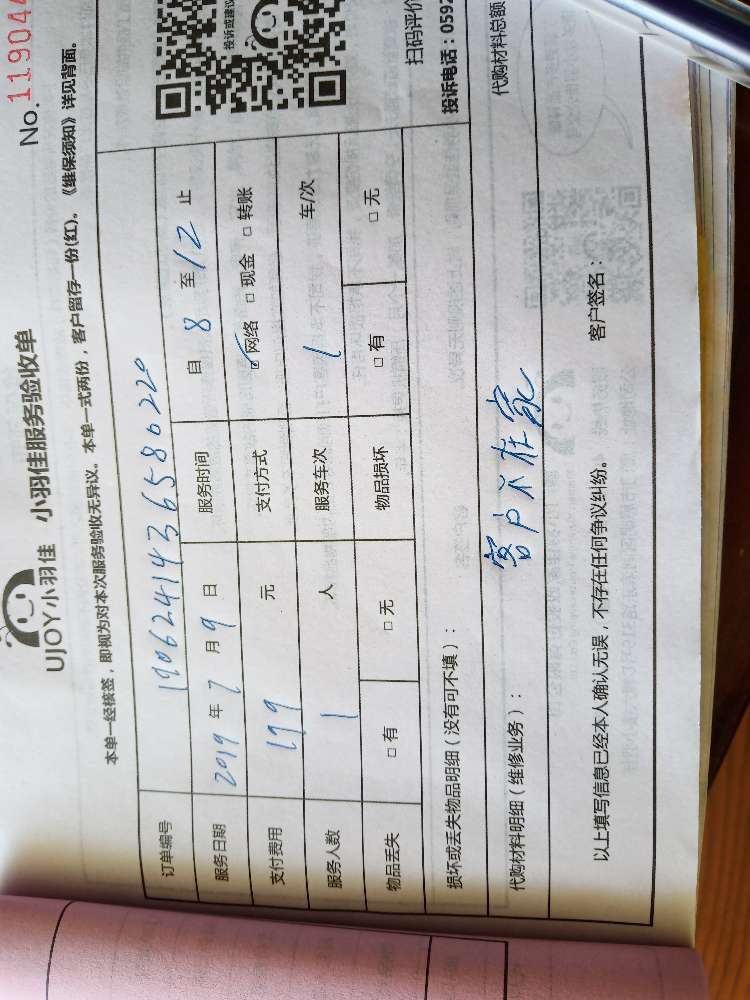 No. 119044
UJOY小羽佳 小羽佳服务验收单
本单一经核签，即视为对本次服务验收无异议。本单一式两份，客户留存一份(红)。《维保须知》详见背面。
订单编号 1906241436586220
服务日期 2019 年 7 月 9 日 服务时间 自 8 至 12 止
支付费用 199 元 支付方式 ☑网络 □现金 □转账
服务人数 1 人 服务车次 1 车/次
物品丢失 □有 □无 物品损坏 □有 □无
投诉或建议
扫码评价
投诉电话：0592
损坏或丢失物品明细（没有可不填）：
客户不在家
代购材料明细（维修业务）：
代购材料总额
以上填写信息已经本人确认无误，不存在任何争议纠纷。
客户签名：